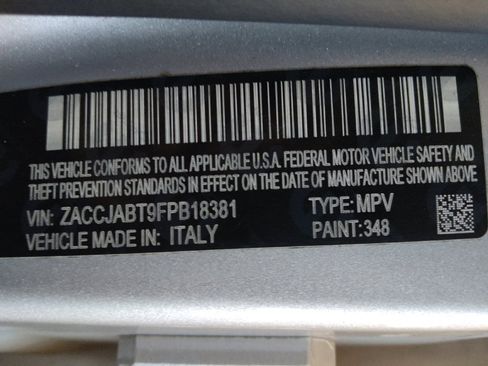 THIS VEHICLE CONFORMS TO ALL APPLICABLE U.S.A. FEDERAL MOTOR VEHICLE SAFETY AND
THEFT PREVENTION STANDARDS IN EFFECT ON THE DATE OF MANUFACTURE SHOWN ABOVE
VIN: ZACCJABT9FPB18381 TYPE: MPV
VEHICLE MADE IN: ITALY PAINT: 348